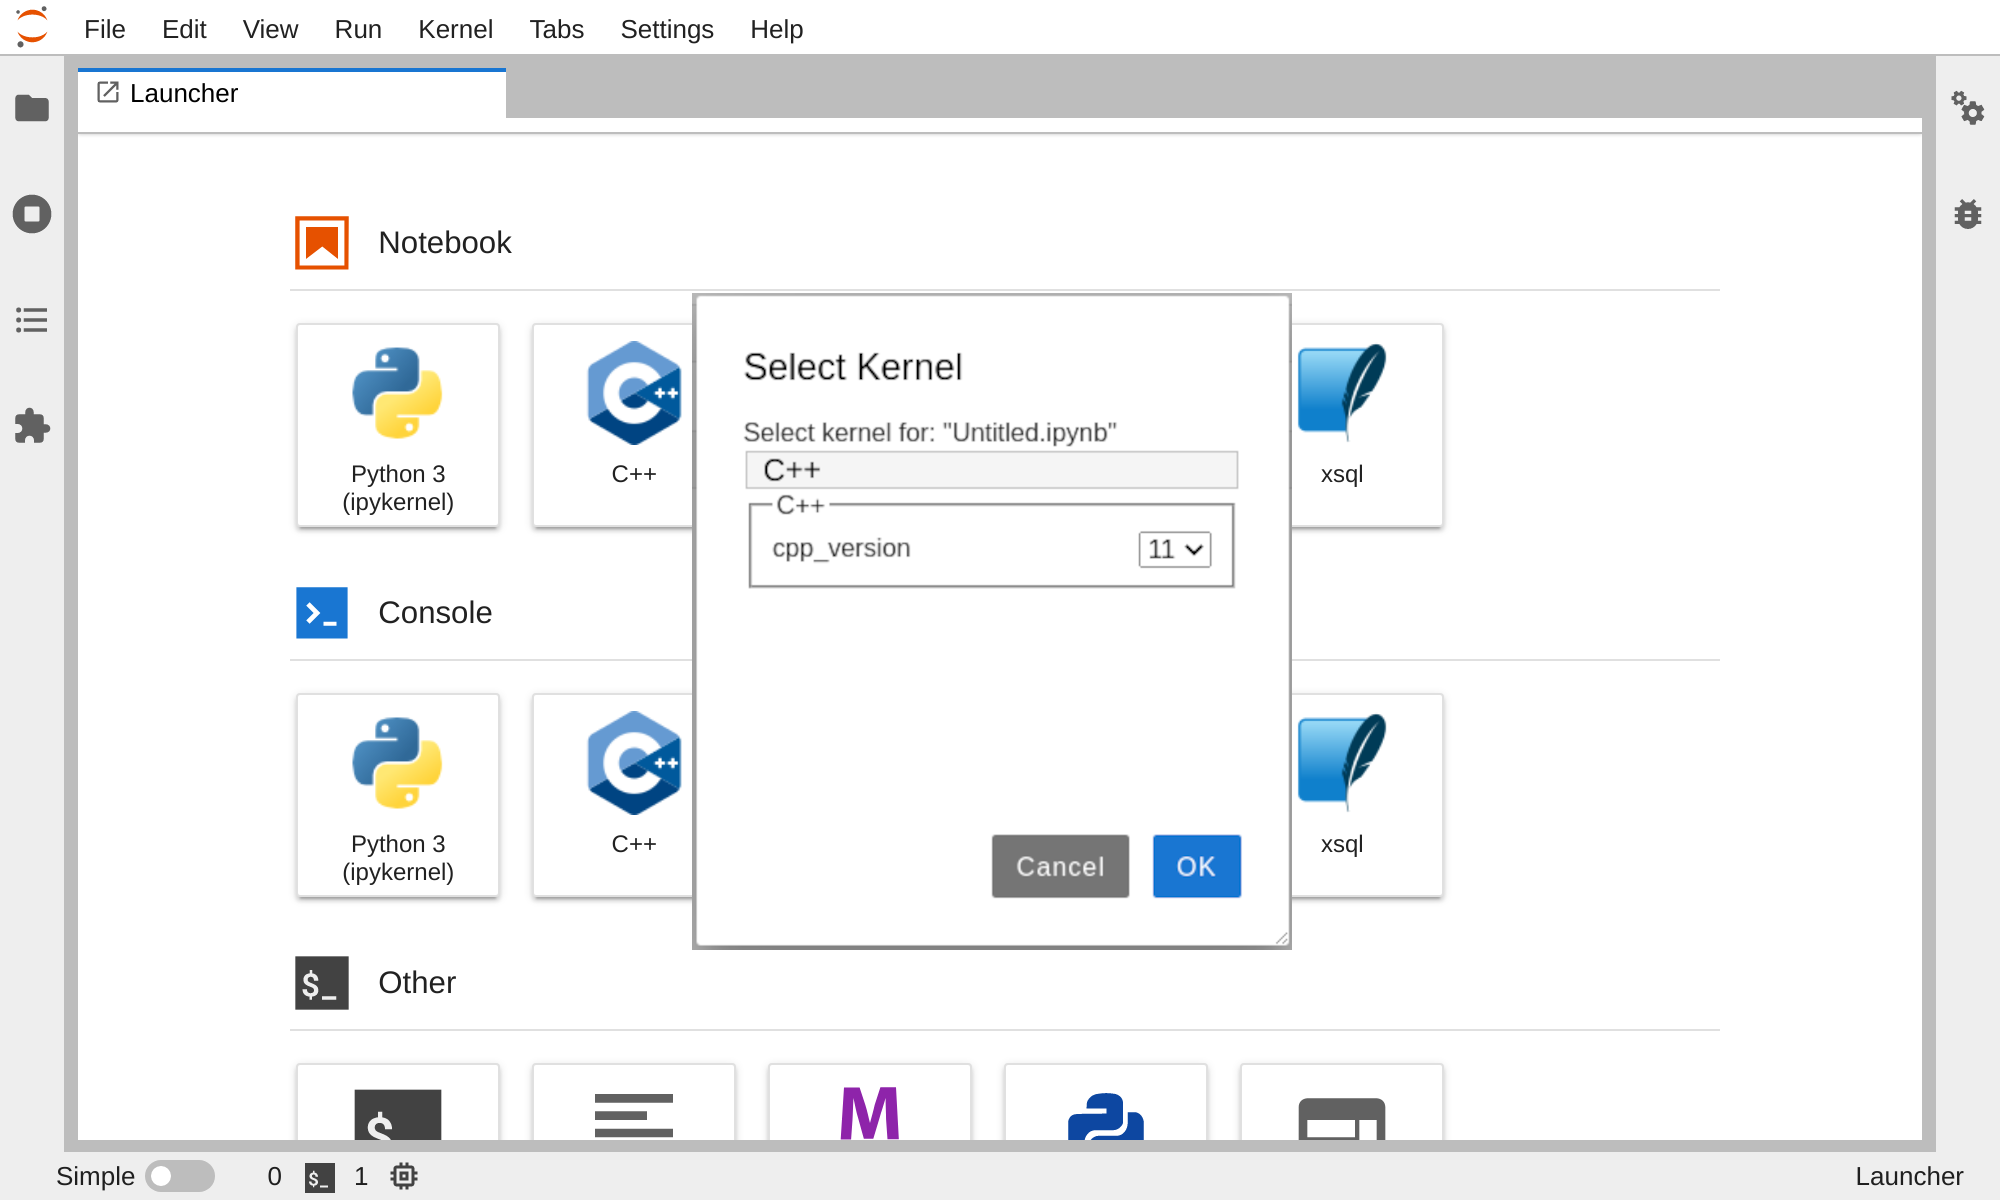 File Edit View Run Kernel Tabs Settings Help
Launcher
Notebook
Python 3
(ipykernel)
C++
xsql
Select Kernel
Select kernel for: "Untitled.ipynb"
C++
C++
cpp_version 11
Cancel OK
Console
Python 3
(ipykernel)
C++
xsql
$_ Other
$ M
Simple 0 $_ 1 Launcher